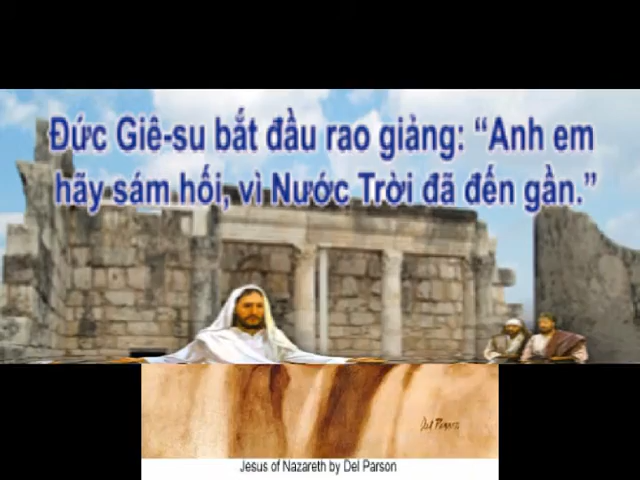 Đức Giê-su bắt đầu rao giảng: “Anh em
hãy sám hối, vì Nước Trời đã đến gần.”
Del Parson
Jesus of Nazareth by Del Parson